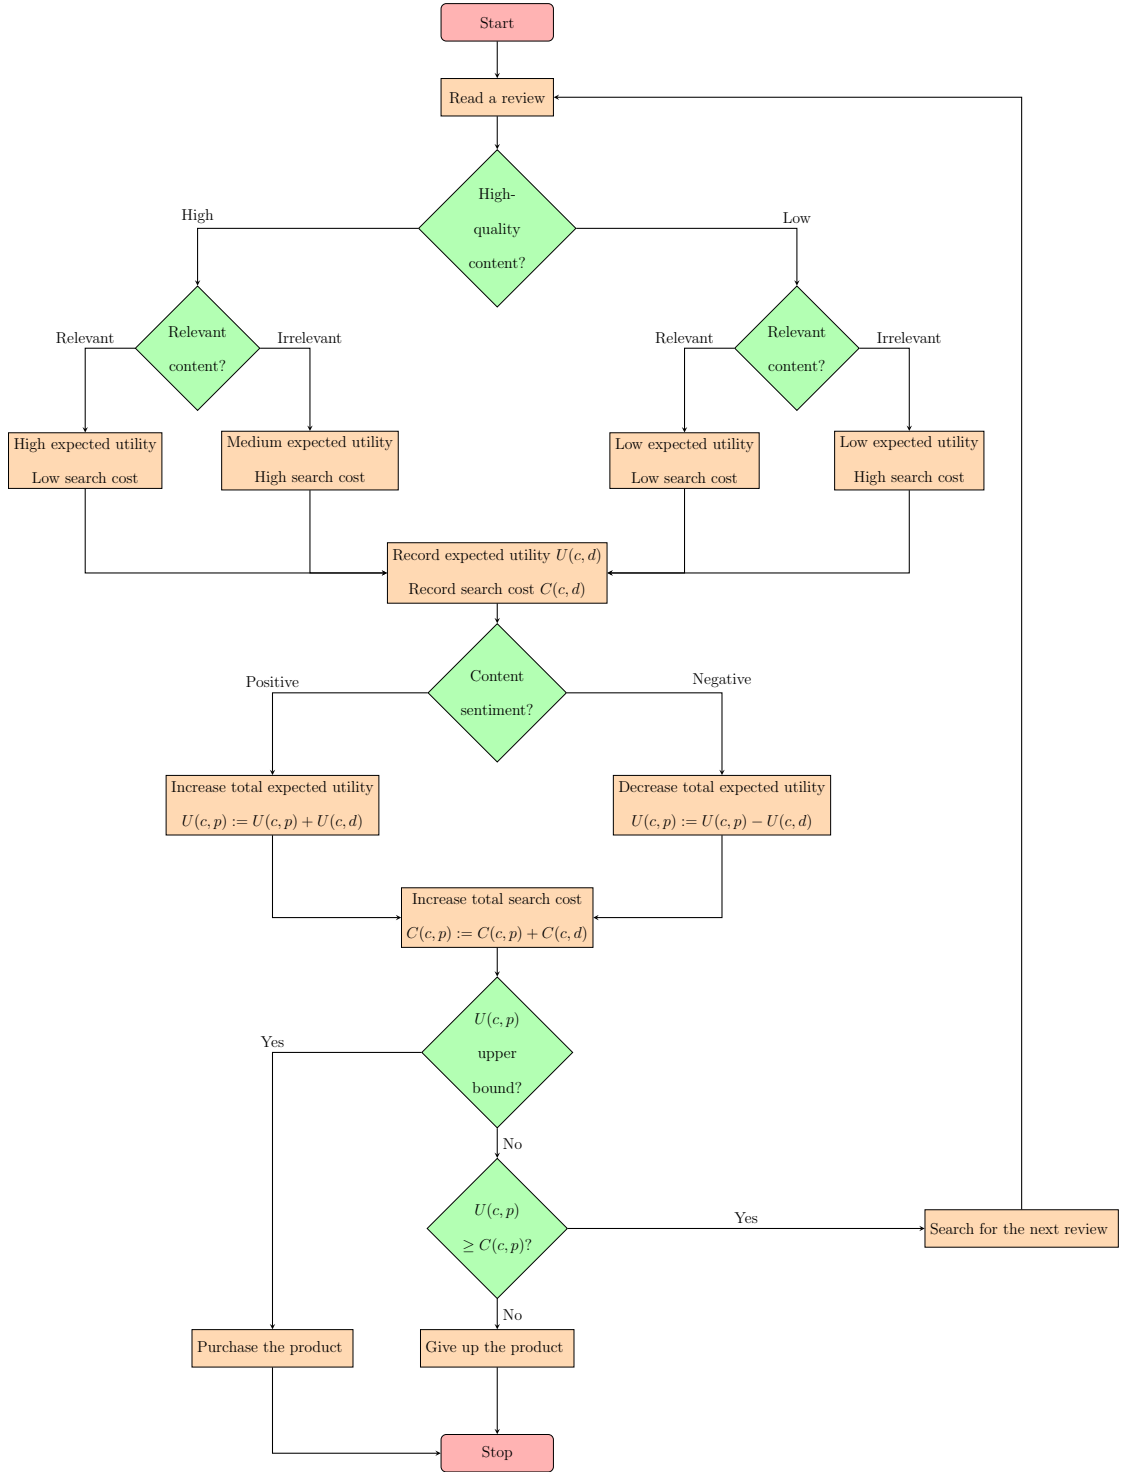 Start
Read a review
High-
quality
content?
High
Low
Relevant
content?
Relevant
Irrelevant
Relevant
content?
Relevant
Irrelevant
High expected utility
Low search cost
Medium expected utility
High search cost
Low expected utility
Low search cost
Low expected utility
High search cost
Record expected utility U(c, d)
Record search cost C(c, d)
Content
sentiment?
Positive
Negative
Increase total expected utility
U(c, p) := U(c, p) + U(c, d)
Decrease total expected utility
U(c, p) := U(c, p) − U(c, d)
Increase total search cost
C(c, p) := C(c, p) + C(c, d)
U(c, p)
upper
bound?
Yes
No
U(c, p)
≥ C(c, p)?
Yes
Search for the next review
No
Purchase the product
Give up the product
Stop